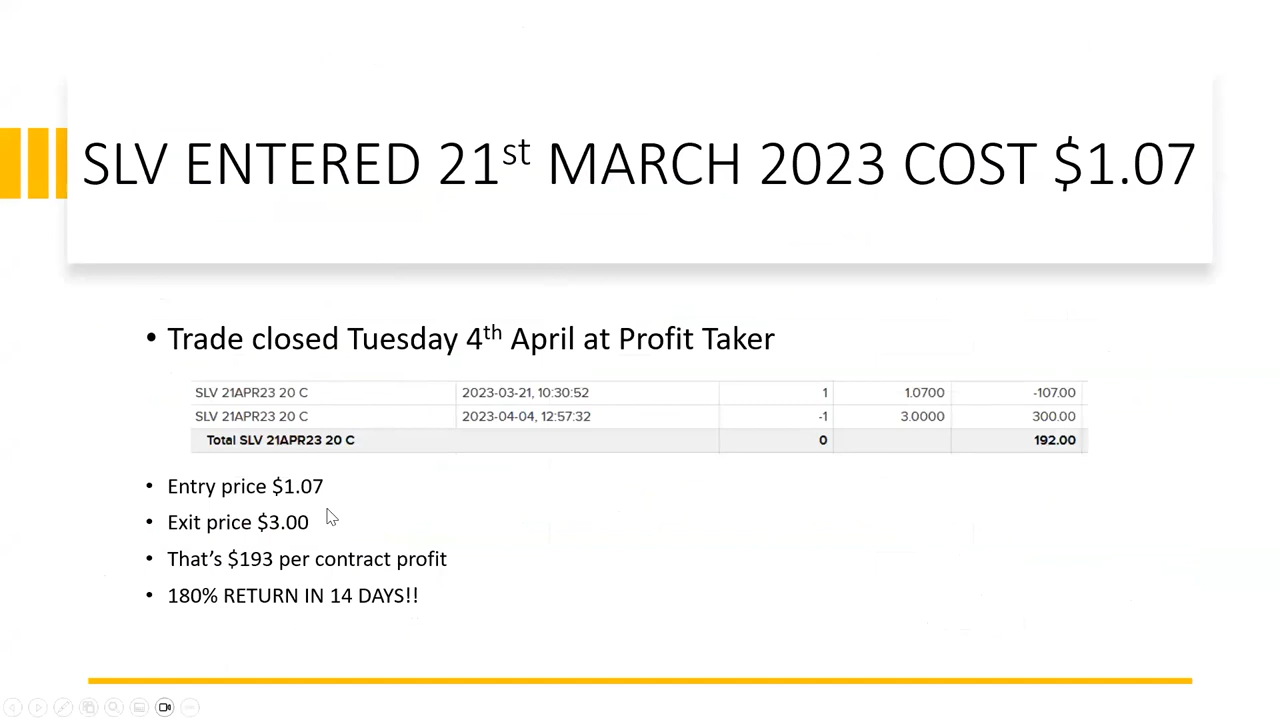 SLV ENTERED 21st MARCH 2023 COST $1.07
• Trade closed Tuesday 4th April at Profit Taker
SLV 21APR23 20 C 2023-03-21, 10:30:52 1 1.0700 -107.00
SLV 21APR23 20 C 2023-04-04, 12:57:32 -1 3.0000 300.00
Total SLV 21APR23 20 C 0 192.00
• Entry price $1.07
• Exit price $3.00
• That’s $193 per contract profit
• 180% RETURN IN 14 DAYS!!